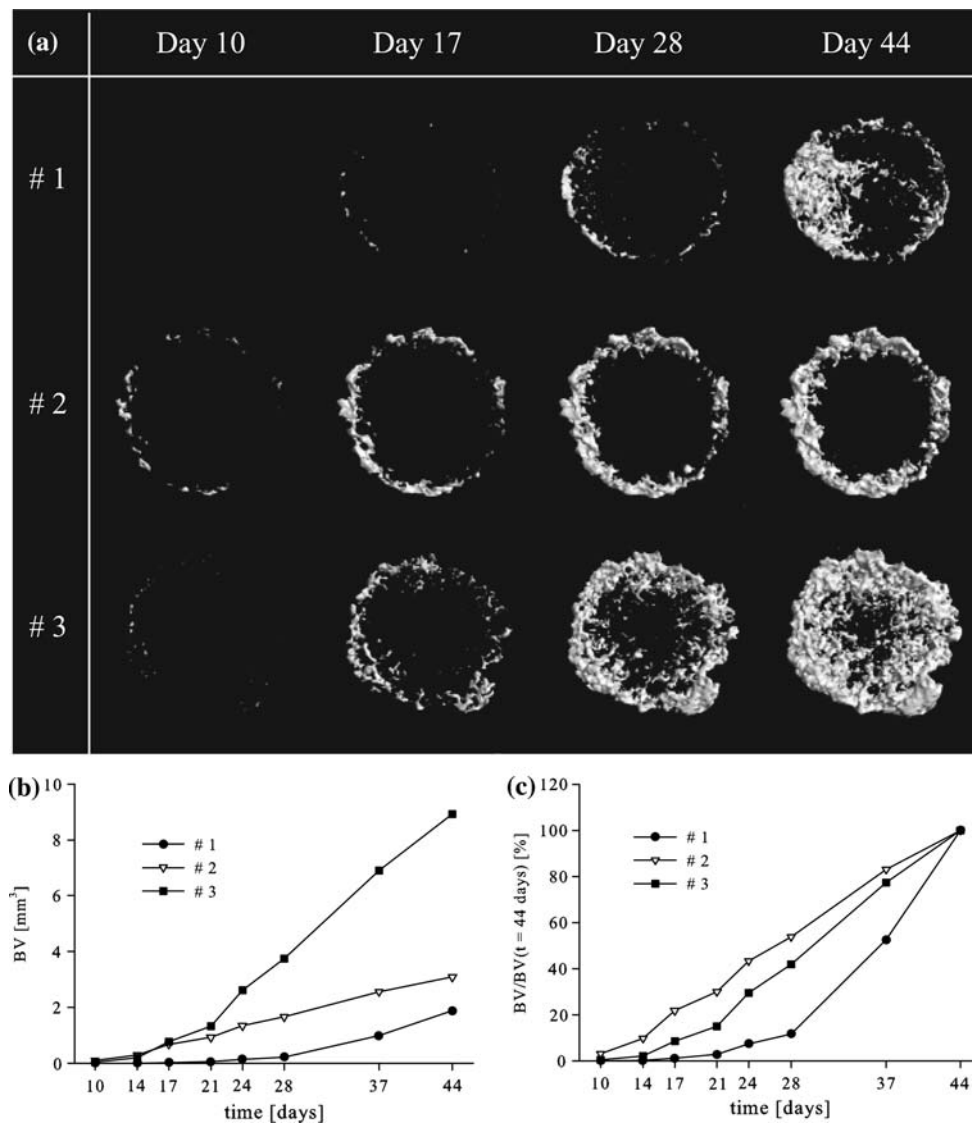 (a) Day 10 Day 17 Day 28 Day 44
# 1
# 2
# 3
(b)
10
8
6
4
2
0
BV [mm³]
# 1
# 2
# 3
10 14 17 21 24 28 37 44
time [days]
(c)
120
100
80
60
40
20
0
BV/BV(t = 44 days) [%]
# 1
# 2
# 3
10 14 17 21 24 28 37 44
time [days]